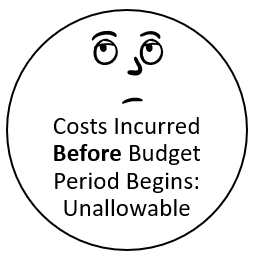 Costs Incurred
Before Budget
Period Begins:
Unallowable